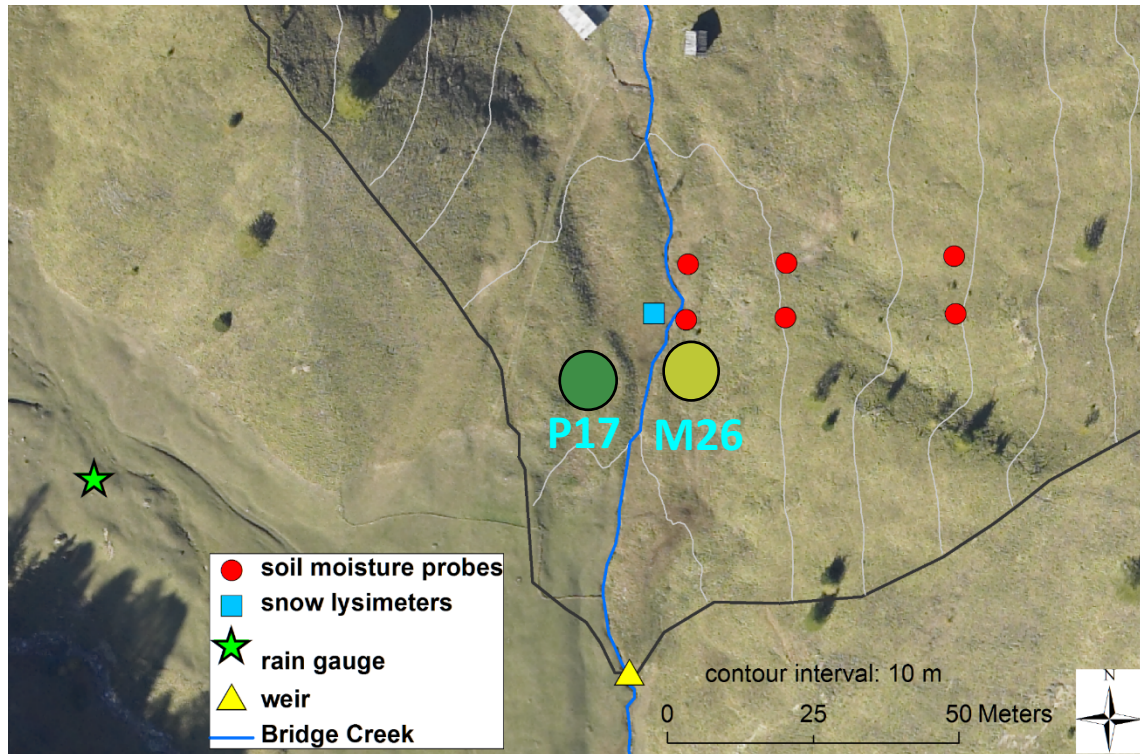 P17 M26
soil moisture probes
snow lysimeters
rain gauge
weir
Bridge Creek
contour interval: 10 m
0 25 50 Meters
N